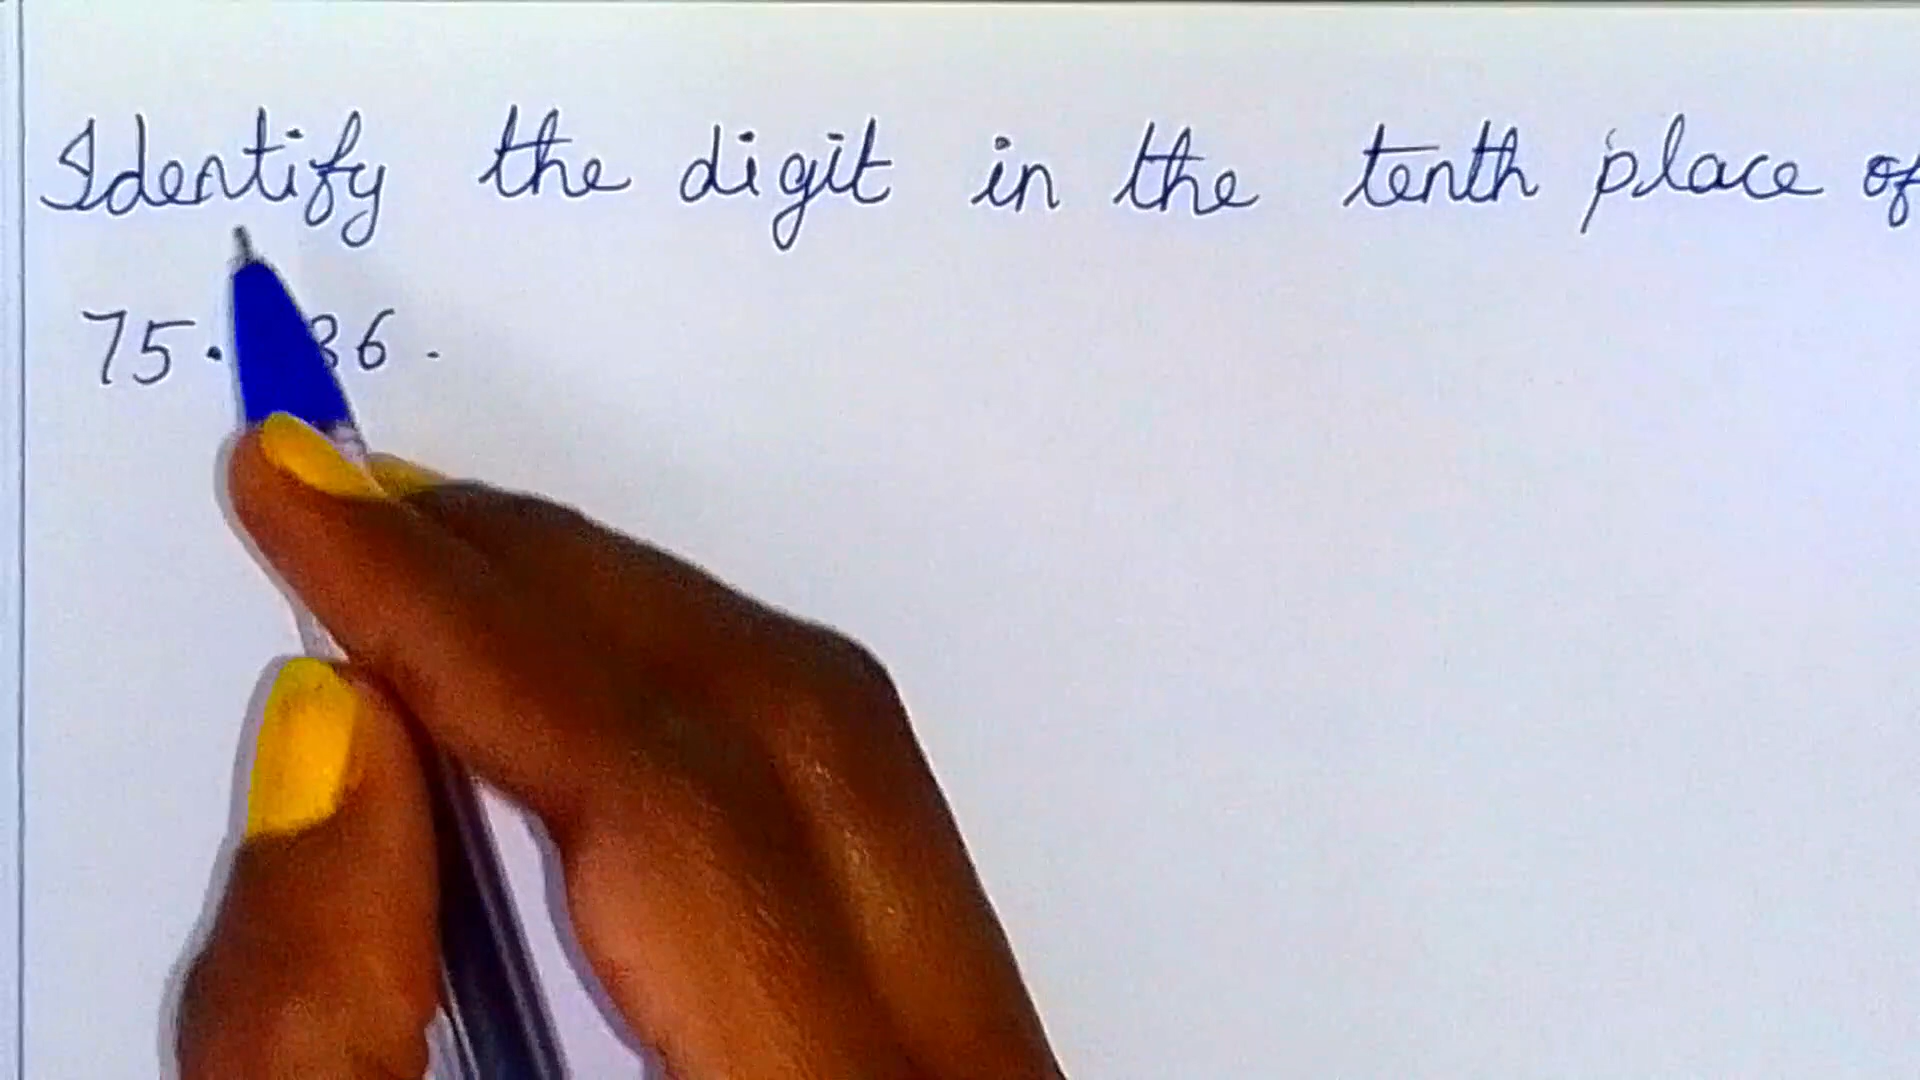 Identify the digit in the tenth place of
75. 36.